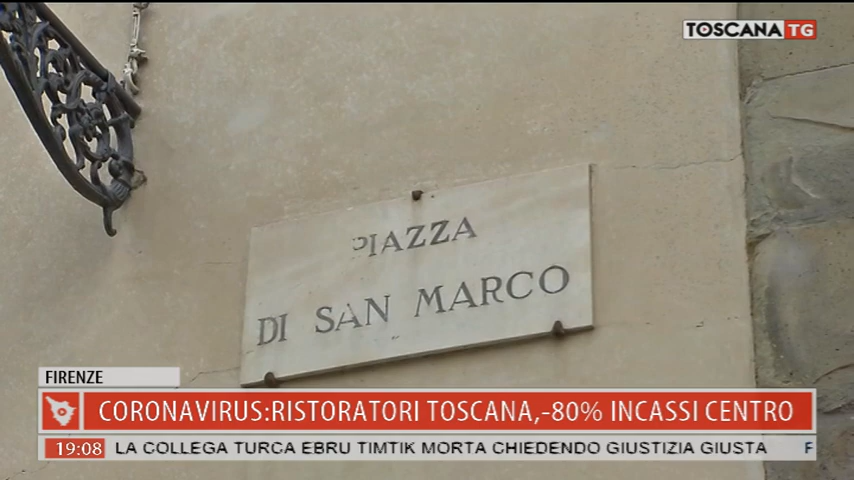 TOSCANA TG
PIAZZA
DI SAN MARCO
FIRENZE
CORONAVIRUS:RISTORATORI TOSCANA,-80% INCASSI CENTRO
19:08 LA COLLEGA TURCA EBRU TIMTIK MORTA CHIEDENDO GIUSTIZIA GIUSTA F